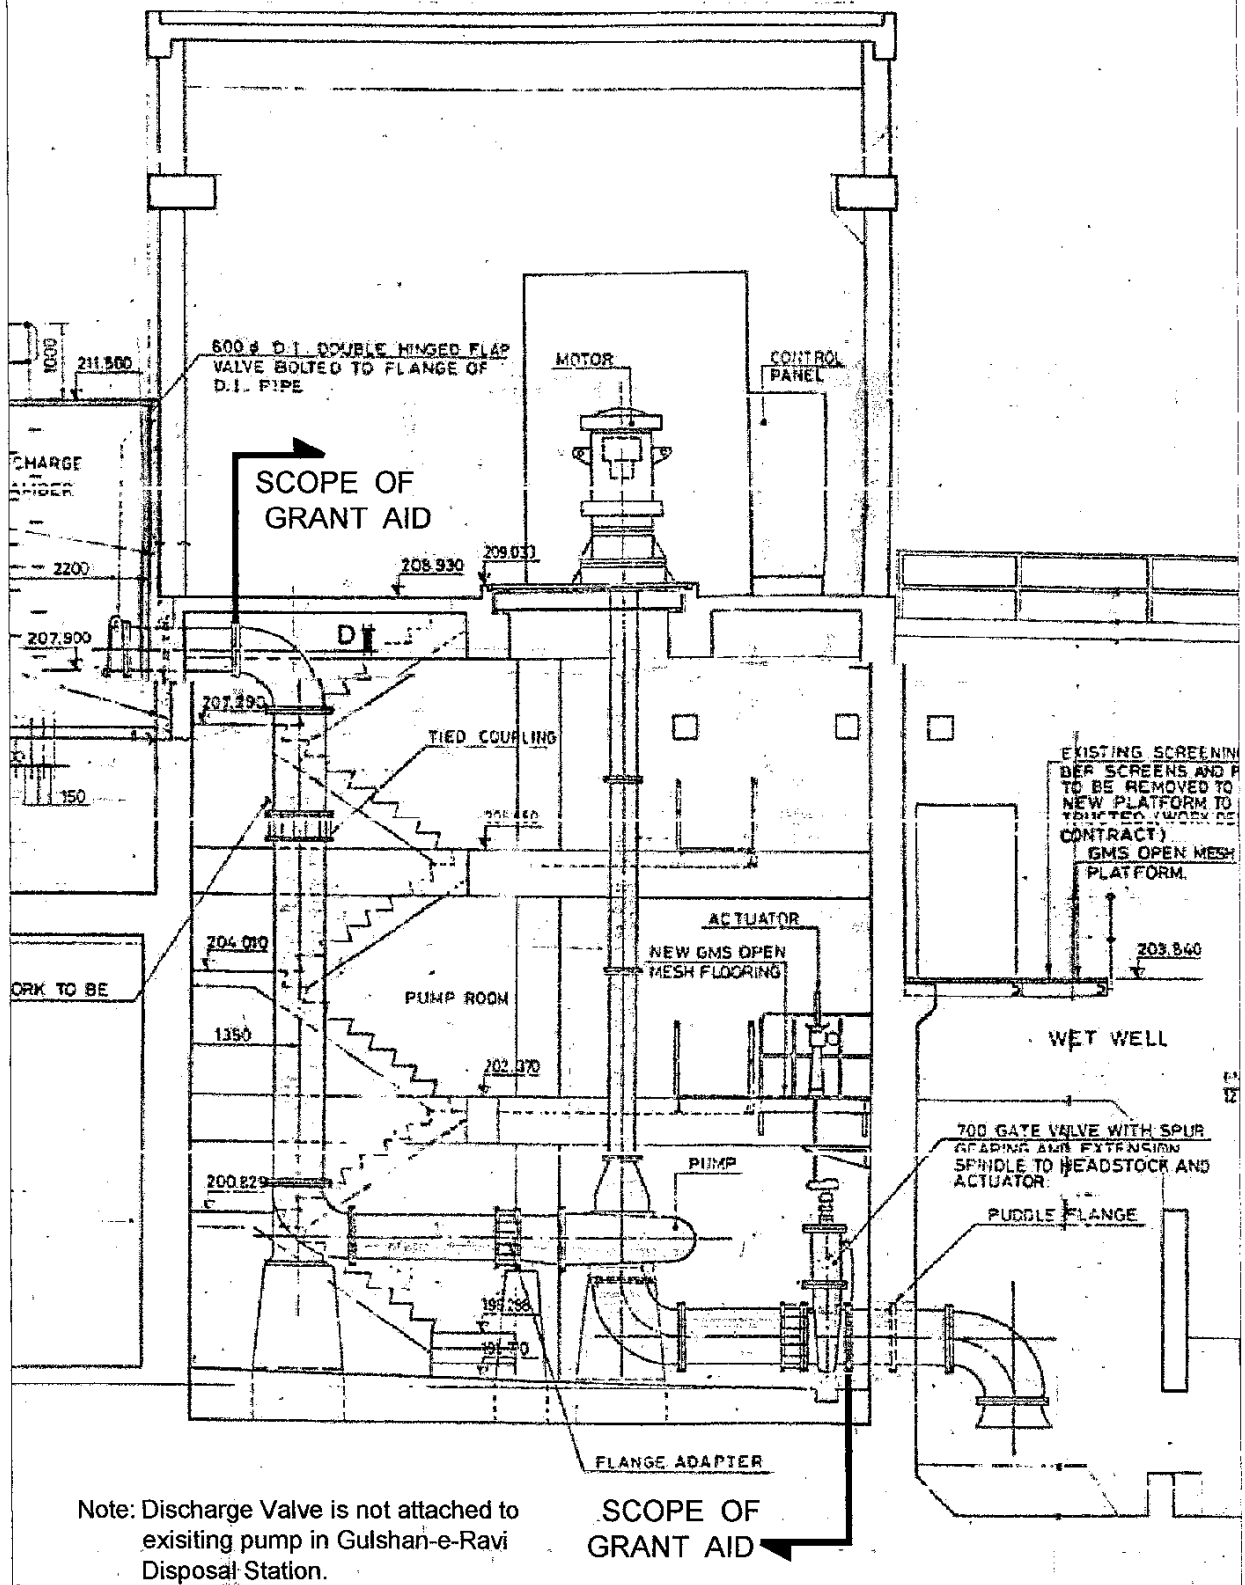 600 ø D.I. DOUBLE HINGED FLAP
VALVE BOLTED TO FLANGE OF
D.I. PIPE
MOTOR
CONTROL
PANEL
1000
211.500
CHARGE
SCOPE OF
GRANT AID
2200
208.930
209.033
207.900
D
207.290
TIED COUPLING
150
EXISTING SCREENIN
BER SCREENS AND
TO BE REMOVED TO
NEW PLATFORM TO
CONTRACT)
GMS OPEN MESH
PLATFORM.
ACTUATOR
NEW GMS OPEN
MESH FLOORING
204.010
203.840
ORK TO BE
PUMP ROOM
1350
WET WELL
202.370
12
700 GATE VALVE WITH SPUR
GEARING AND EXTENSION
SPINDLE TO HEADSTOCK AND
ACTUATOR
PUMP
200.829
PUDDLE FLANGE
FLANGE ADAPTER
SCOPE OF
GRANT AID
Note: Discharge Valve is not attached to
exisiting pump in Gulshan-e-Ravi
Disposal Station.